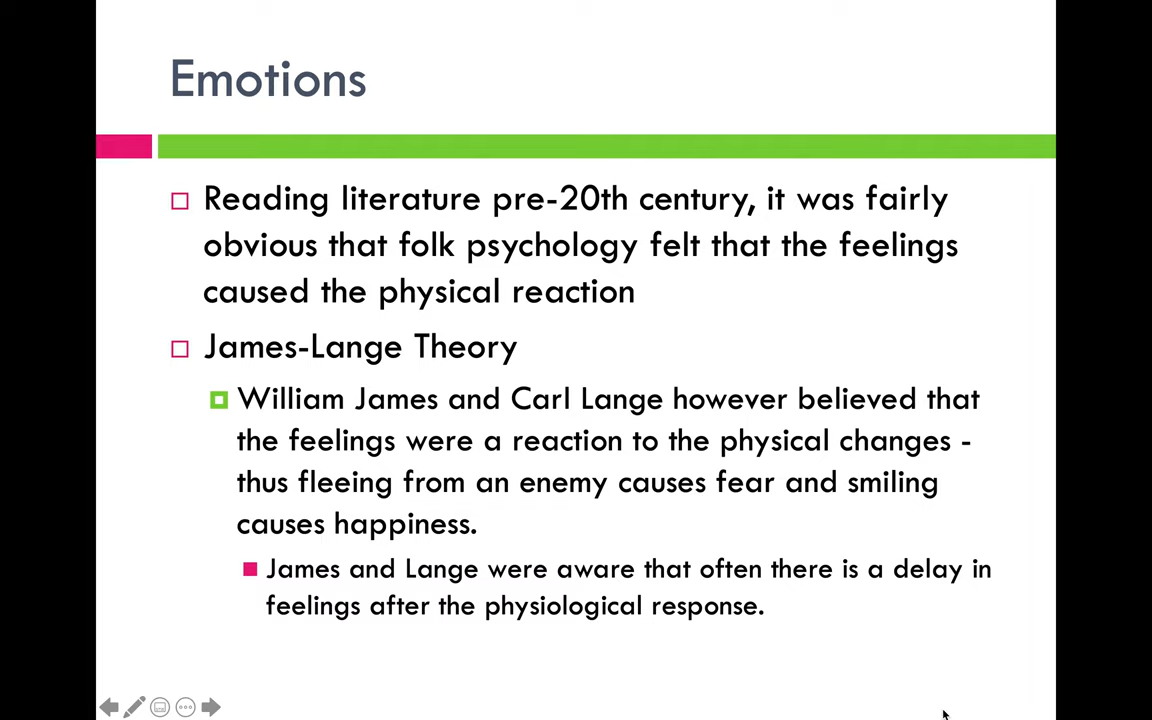 Emotions
Reading literature pre-20th century, it was fairly
obvious that folk psychology felt that the feelings
caused the physical reaction
James-Lange Theory
William James and Carl Lange however believed that
the feelings were a reaction to the physical changes -
thus fleeing from an enemy causes fear and smiling
causes happiness.
James and Lange were aware that often there is a delay in
feelings after the physiological response.